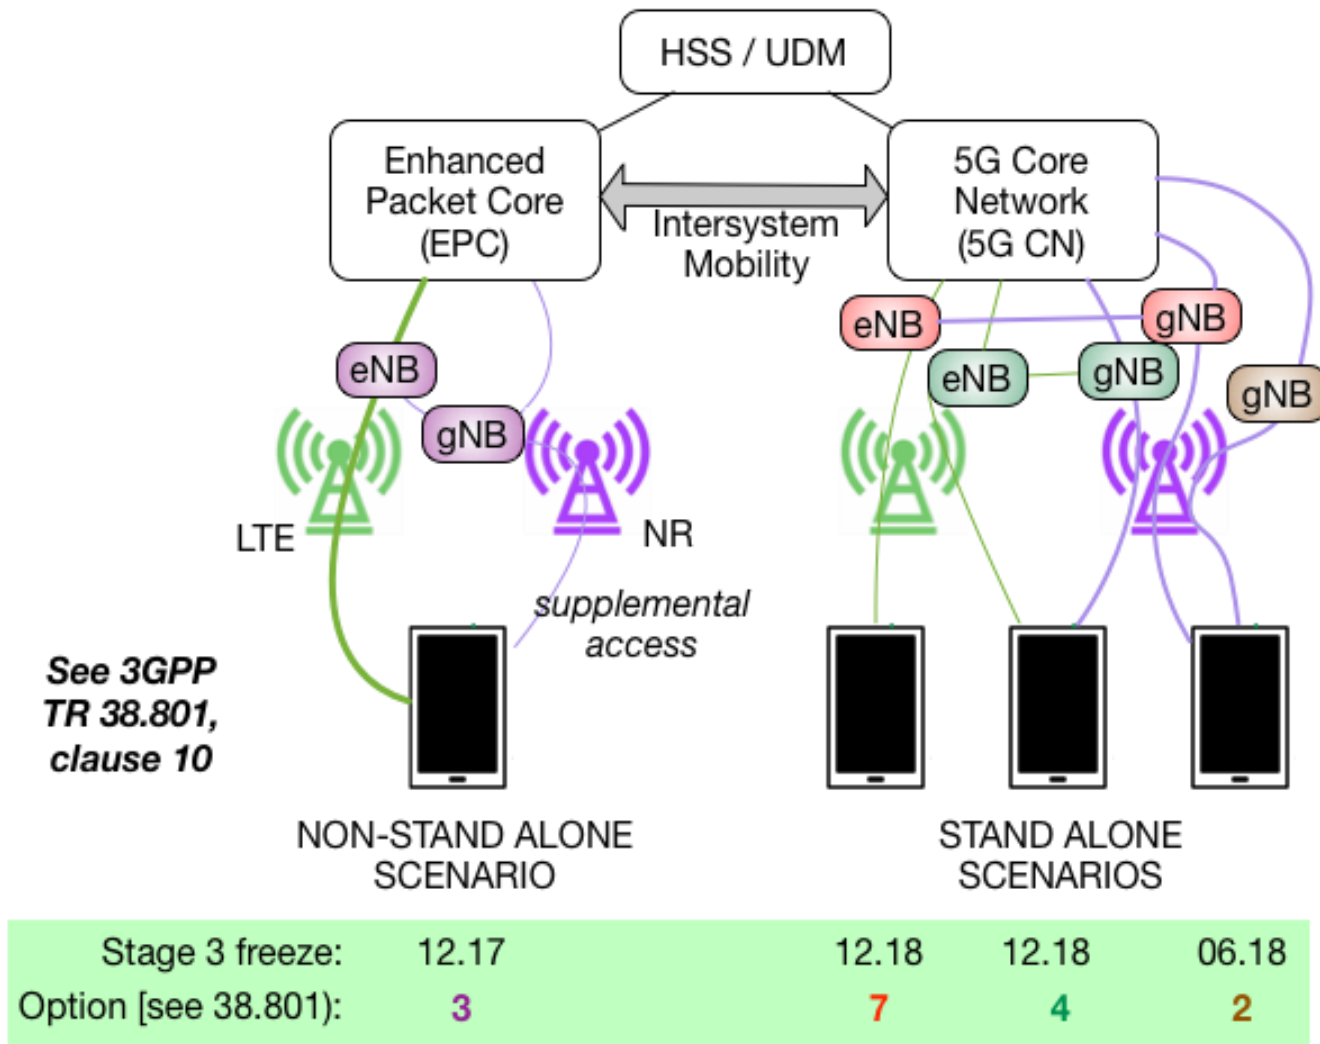 HSS / UDM
Enhanced
Packet Core
(EPC)
5G Core
Network
(5G CN)
Intersystem
Mobility
eNB
gNB
eNB
gNB
eNB
gNB
gNB
LTE
NR
supplemental
access
See 3GPP
TR 38.801,
clause 10
NON-STAND ALONE
SCENARIO
STAND ALONE
SCENARIOS
Stage 3 freeze: 12.17 12.18 12.18 06.18
Option [see 38.801): 3 7 4 2